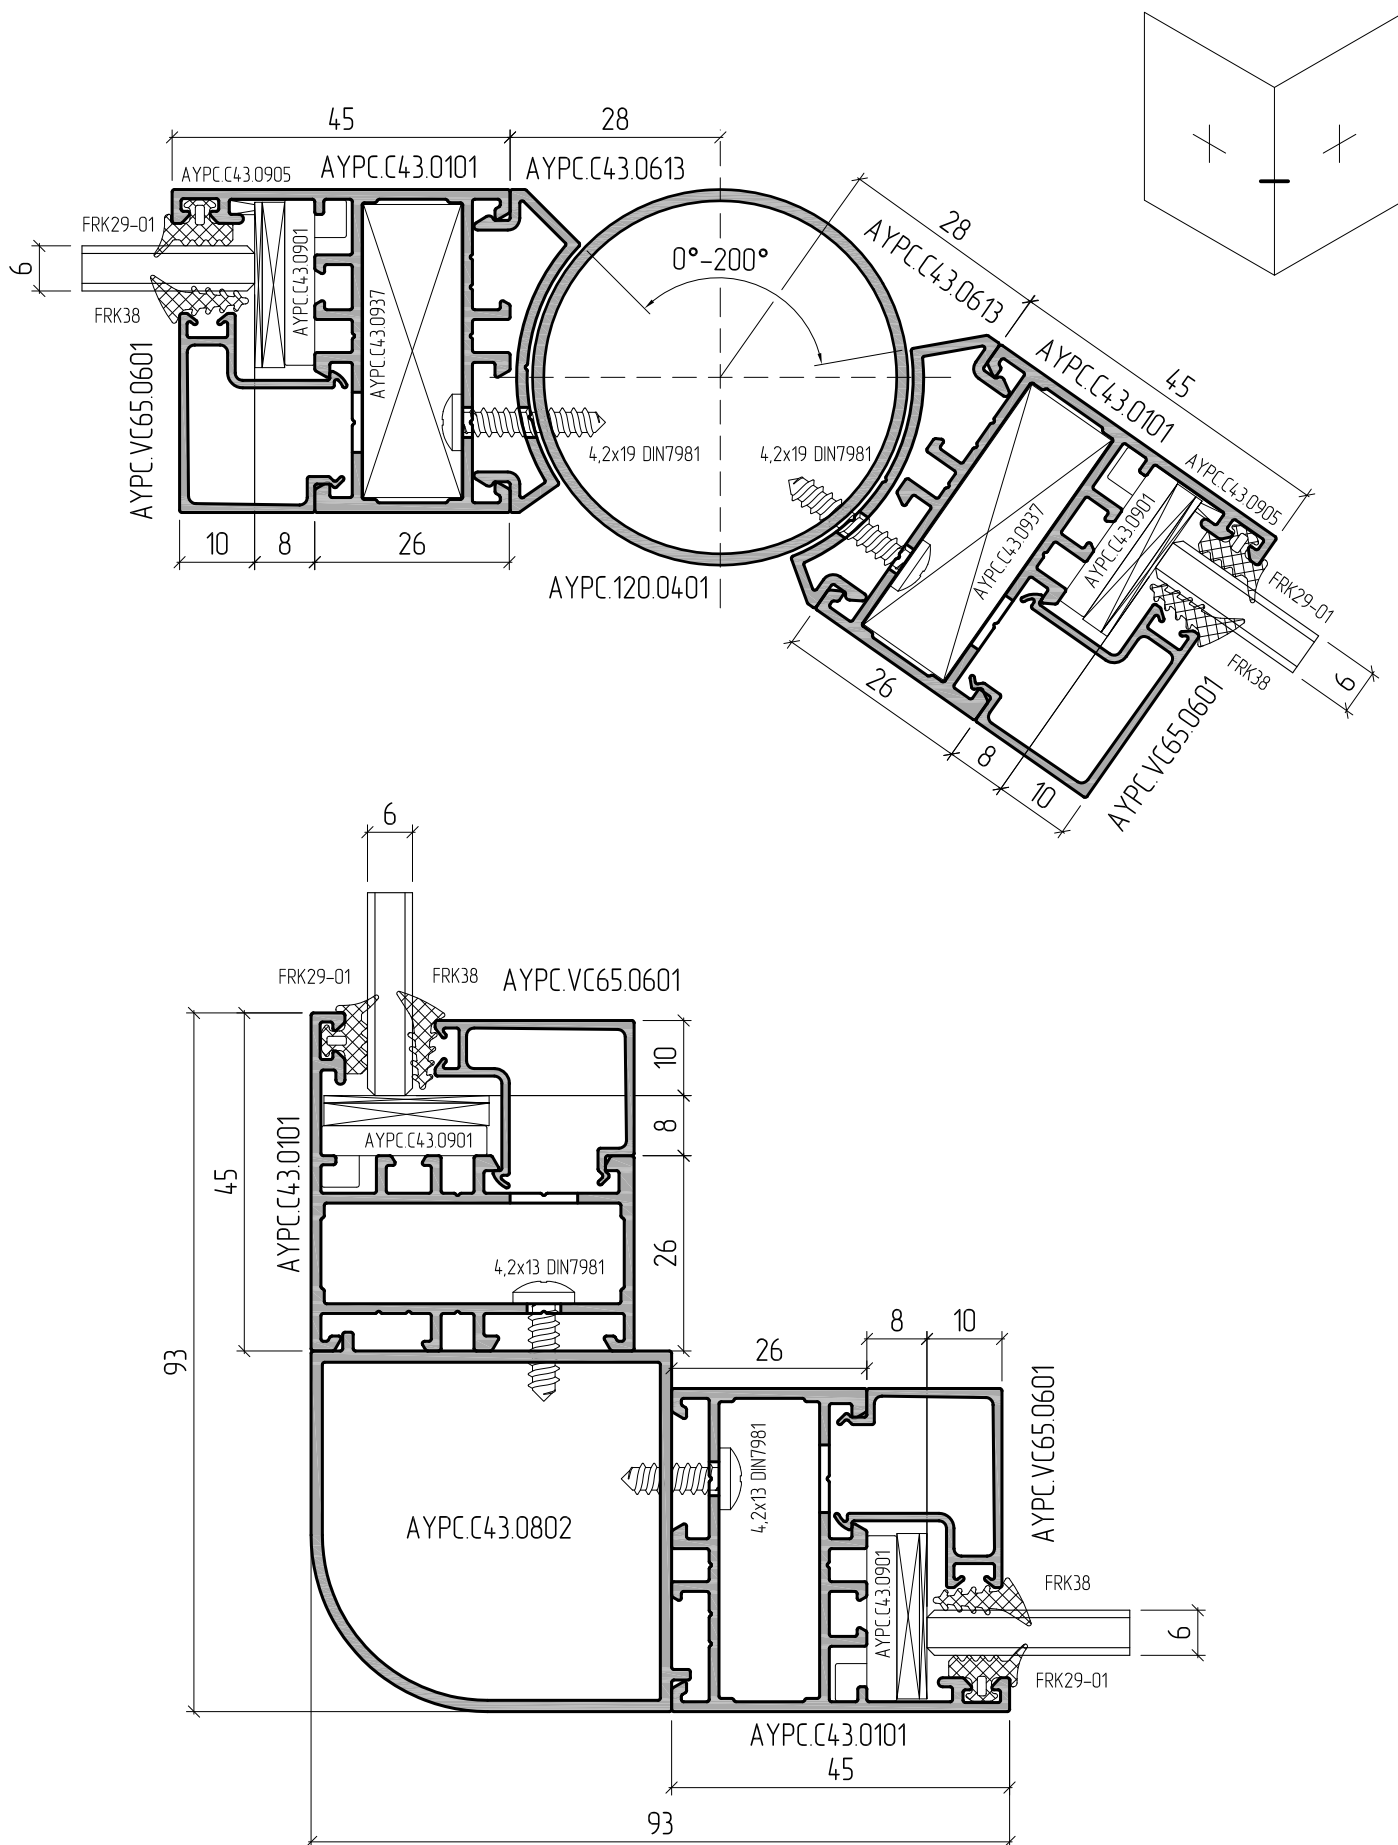 45
28
AYPC.C43.0905
AYPC.C43.0101
AYPC.C43.0613
FRK29-01
6
FRK38
AYPC.C43.0901
AYPC.C43.0937
AYPC.VC65.0601
0°-200°
28
AYPC.C43.0613
AYPC.C43.0101
45
AYPC.C43.0905
4,2x19 DIN7981
4,2x19 DIN7981
AYPC.C43.0901
AYPC.C43.0937
10
8
26
AYPC.120.0401
FRK29-01
FRK38
6
26
8
10
AYPC.VC65.0601
6
FRK29-01
FRK38
AYPC.VC65.0601
10
8
AYPC.C43.0901
AYPC.C43.0101
45
26
4,2x13 DIN7981
93
8
10
26
4,2x13 DIN7981
AYPC.VC65.0601
AYPC.C43.0802
AYPC.C43.0901
FRK38
6
FRK29-01
AYPC.C43.0101
45
93